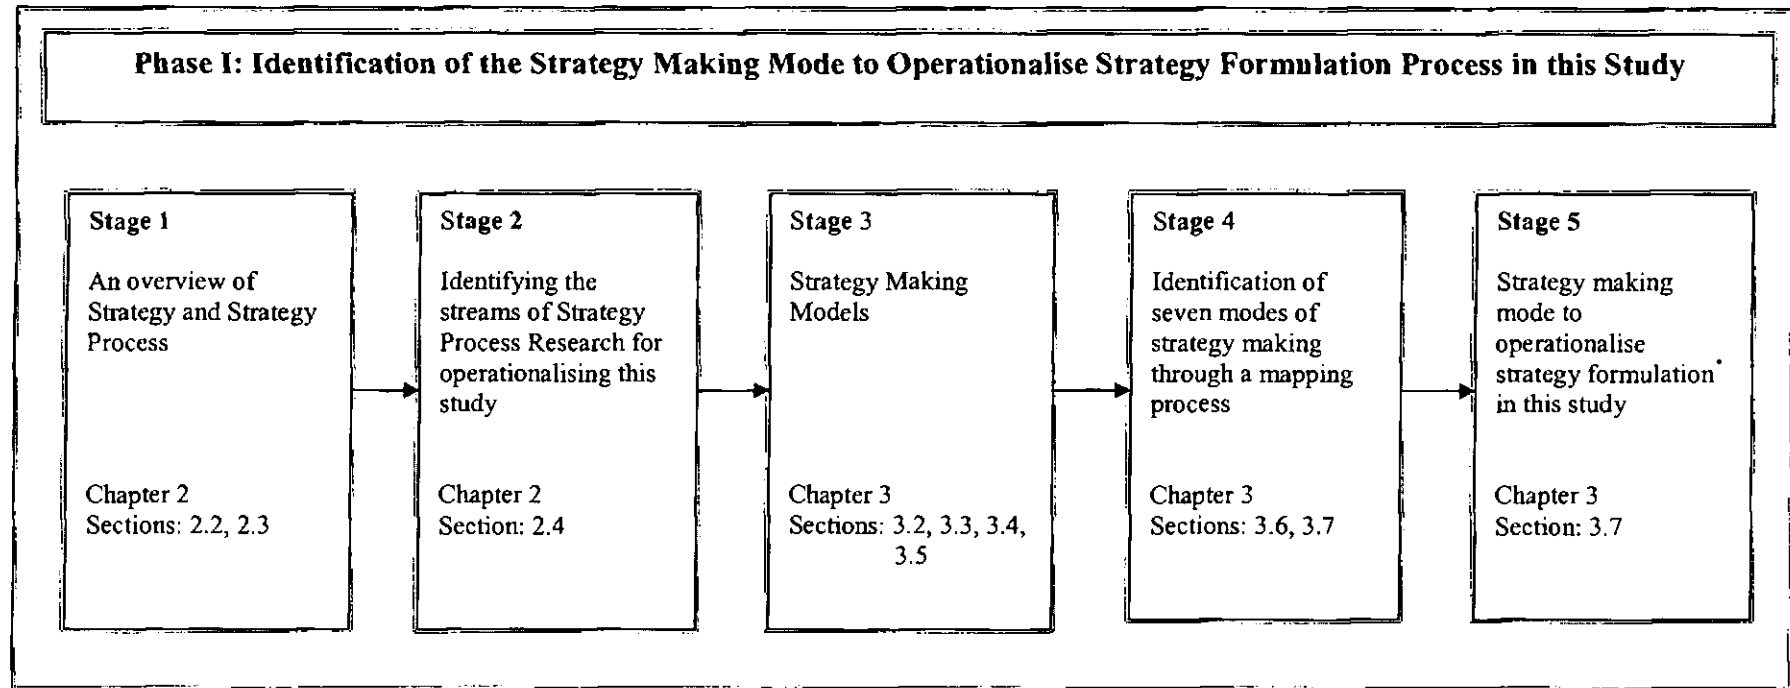 Phase I: Identification of the Strategy Making Mode to Operationalise Strategy Formulation Process in this Study
Stage 1
An overview of
Strategy and Strategy
Process
Chapter 2
Sections: 2.2, 2.3
Stage 2
Identifying the
streams of Strategy
Process Research for
operationalising this
study
Chapter 2
Section: 2.4
Stage 3
Strategy Making
Models
Chapter 3
Sections: 3.2, 3.3, 3.4,
3.5
Stage 4
Identification of
seven modes of
strategy making
through a mapping
process
Chapter 3
Sections: 3.6, 3.7
Stage 5
Strategy making
mode to
operationalise
strategy formulation
in this study
Chapter 3
Section: 3.7